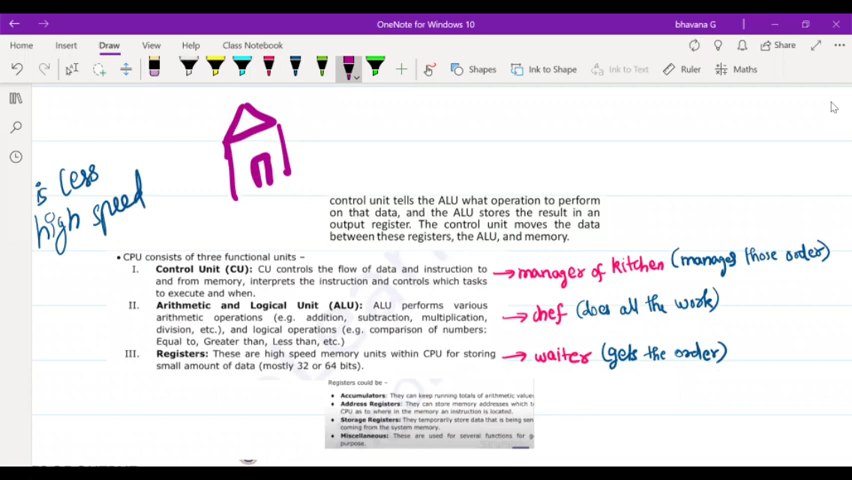 OneNote for Windows 10
bhavana G
Home Insert Draw View Help Class Notebook
Share
Shapes Ink to Shape Ink to Text Ruler Maths
is less
high speed
control unit tells the ALU what operation to perform
on that data, and the ALU stores the result in an
output register. The control unit moves the data
between these registers, the ALU, and memory.
• CPU consists of three functional units –
I. Control Unit (CU): CU controls the flow of data and instruction to
and from memory, interprets the instruction and controls which tasks
to execute and when.
→ manager of kitchen (manages those order)
II. Arithmetic and Logical Unit (ALU): ALU performs various
arithmetic operations (e.g. addition, subtraction, multiplication,
division, etc.), and logical operations (e.g. comparison of numbers:
Equal to, Greater than, Less than, etc.)
→ chef (does all the work)
III. Registers: These are high speed memory units within CPU for storing
small amount of data (mostly 32 or 64 bits).
→ waiter (gets the order)
Registers could be –
• Accumulators: They can keep running totals of arithmetic values
• Address Registers: They can store memory addresses which t
CPU as to where in the memory an instruction is located.
• Storage Registers: They temporarily store data that is being sen
coming from the system memory.
• Miscellaneous: These are used for several functions for g
purpose.